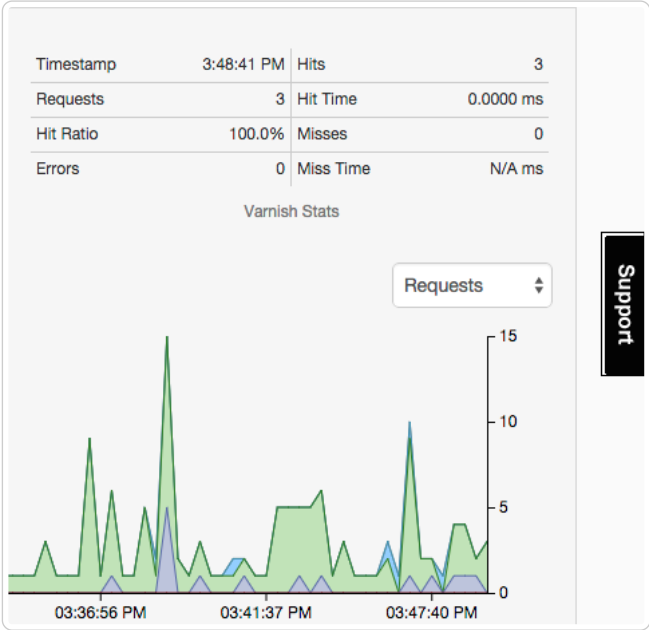 Timestamp 3:48:41 PM Hits 3
Requests 3 Hit Time 0.0000 ms
Hit Ratio 100.0% Misses 0
Errors 0 Miss Time N/A ms
Varnish Stats
Requests
Support
15
10
5
0
03:36:56 PM 03:41:37 PM 03:47:40 PM